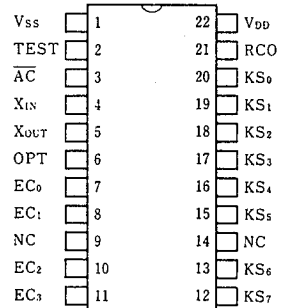 Vss 1 22 VDD
TEST 2 21 RCO
A̅C̅ 3 20 KS₀
XIN 4 19 KS₁
XOUT 5 18 KS₂
OPT 6 17 KS₃
EC₀ 7 16 KS₄
EC₁ 8 15 KS₅
NC 9 14 NC
EC₂ 10 13 KS₆
EC₃ 11 12 KS₇